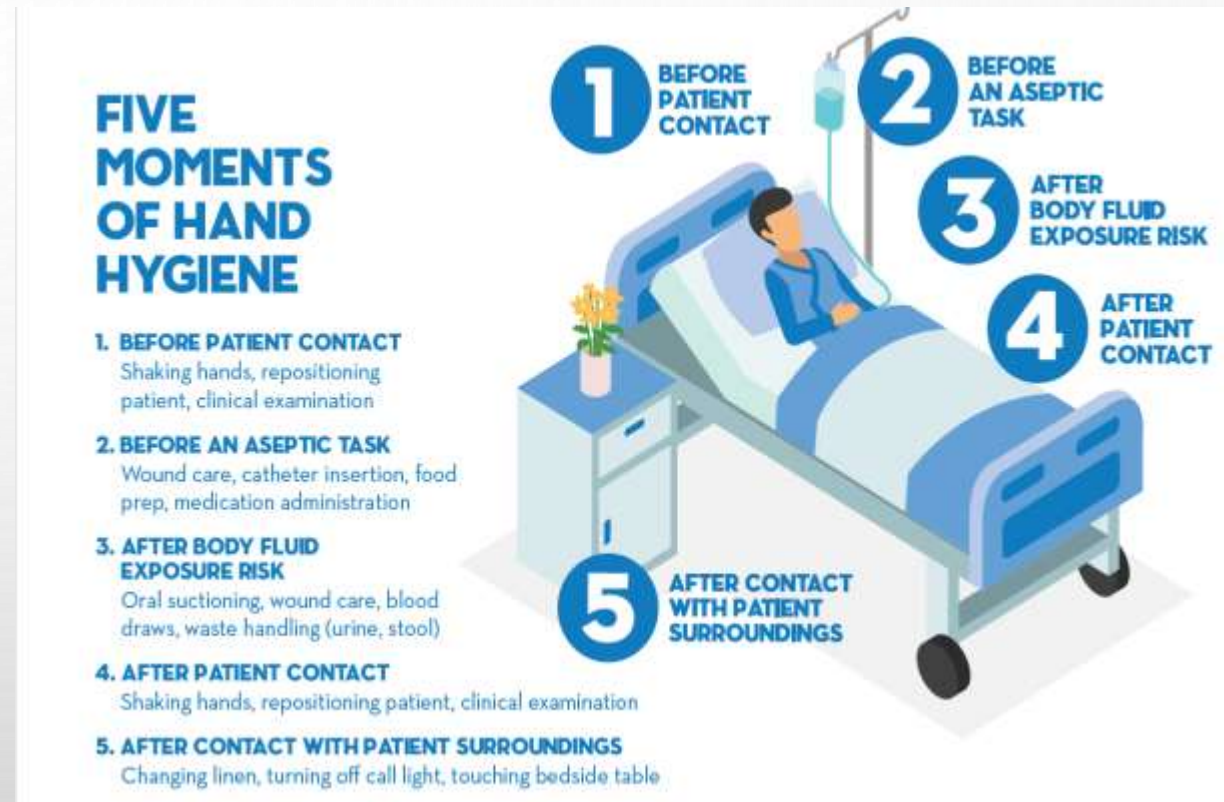 FIVE
MOMENTS
OF HAND
HYGIENE
1. BEFORE PATIENT CONTACT
Shaking hands, repositioning
patient, clinical examination
2. BEFORE AN ASEPTIC TASK
Wound care, catheter insertion, food
prep, medication administration
3. AFTER BODY FLUID
EXPOSURE RISK
Oral suctioning, wound care, blood
draws, waste handling (urine, stool)
4. AFTER PATIENT CONTACT
Shaking hands, repositioning patient, clinical examination
5. AFTER CONTACT WITH PATIENT SURROUNDINGS
Changing linen, turning off call light, touching bedside table
1
BEFORE
PATIENT
CONTACT
2
BEFORE
AN ASEPTIC
TASK
3
AFTER
BODY FLUID
EXPOSURE RISK
4
AFTER
PATIENT
CONTACT
5
AFTER CONTACT
WITH PATIENT
SURROUNDINGS